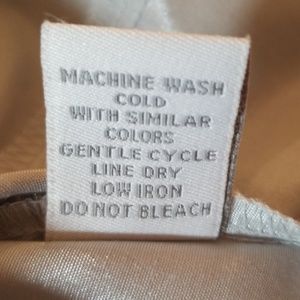 MACHINE WASH
COLD
WITH SIMILAR
COLORS
GENTLE CYCLE
LINE DRY
LOW IRON
DO NOT BLEACH